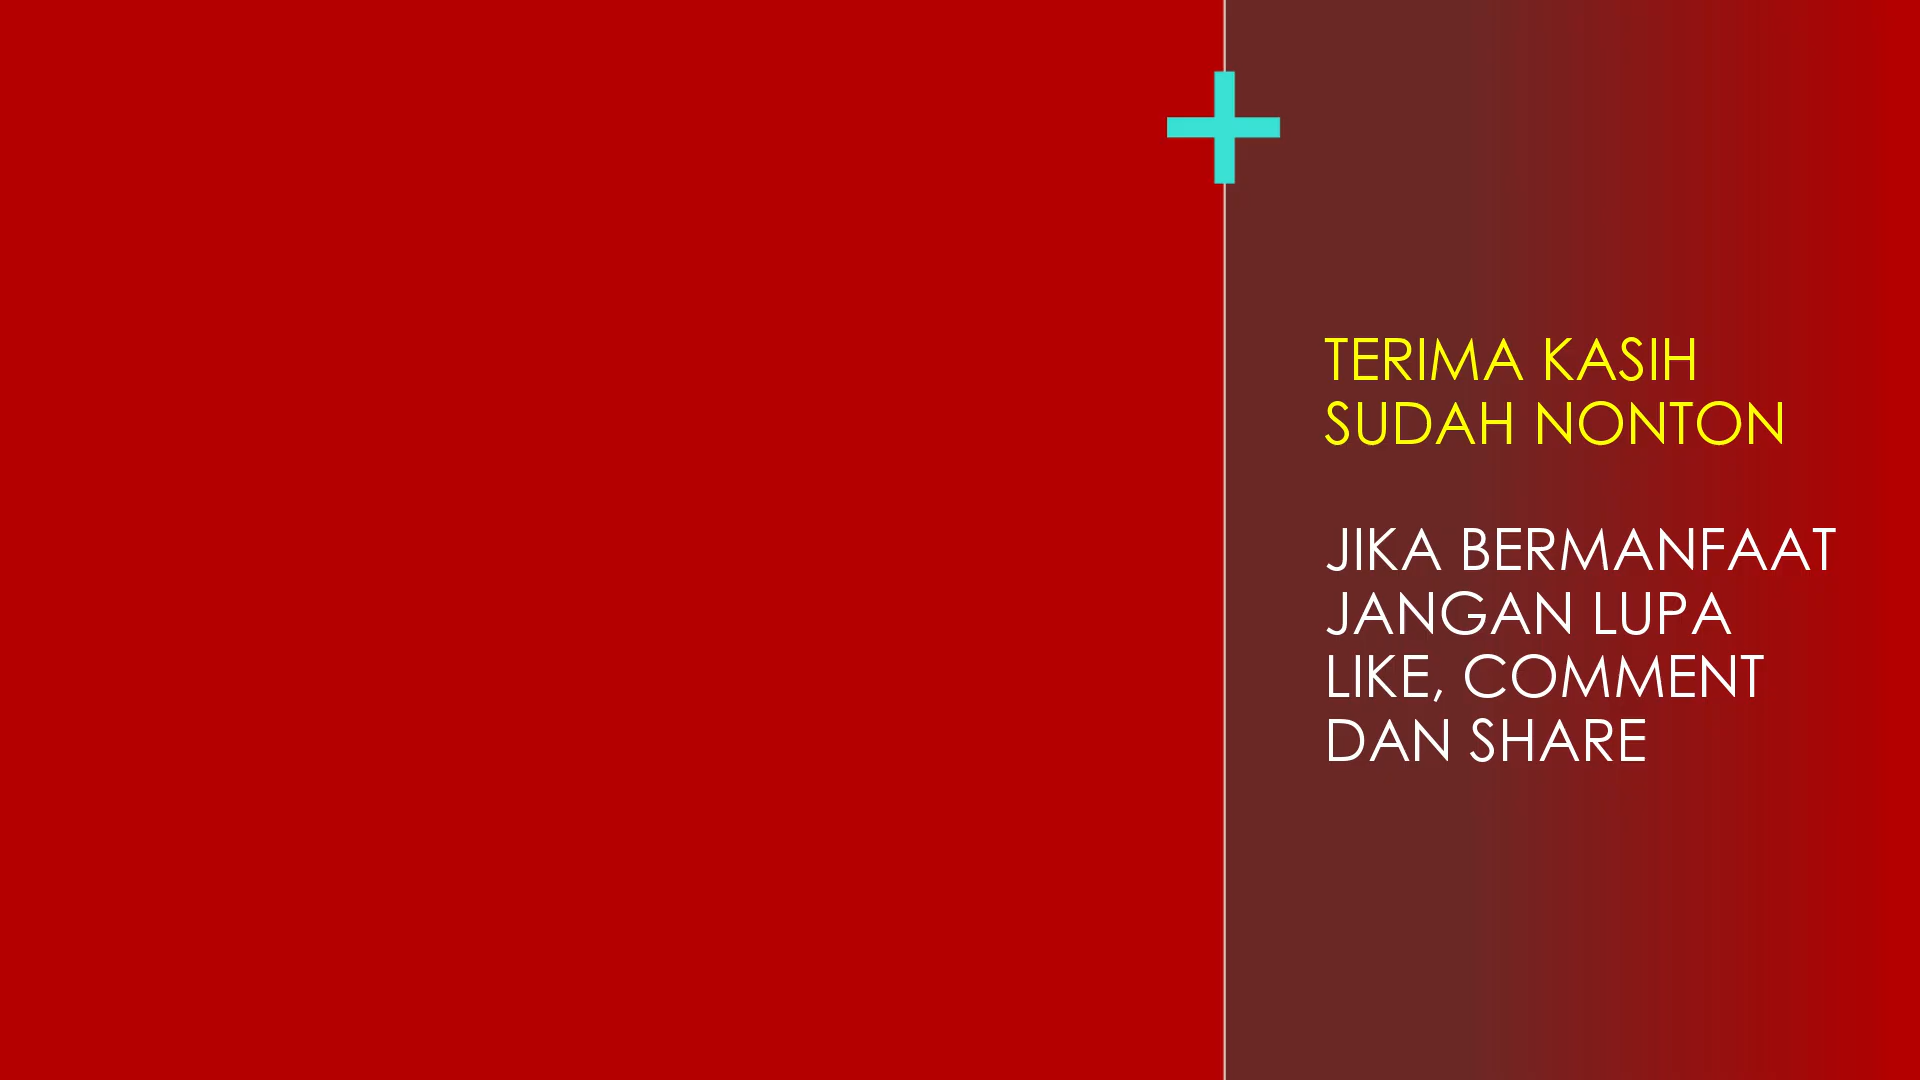 TERIMA KASIH
SUDAH NONTON
JIKA BERMANFAAT
JANGAN LUPA
LIKE, COMMENT
DAN SHARE